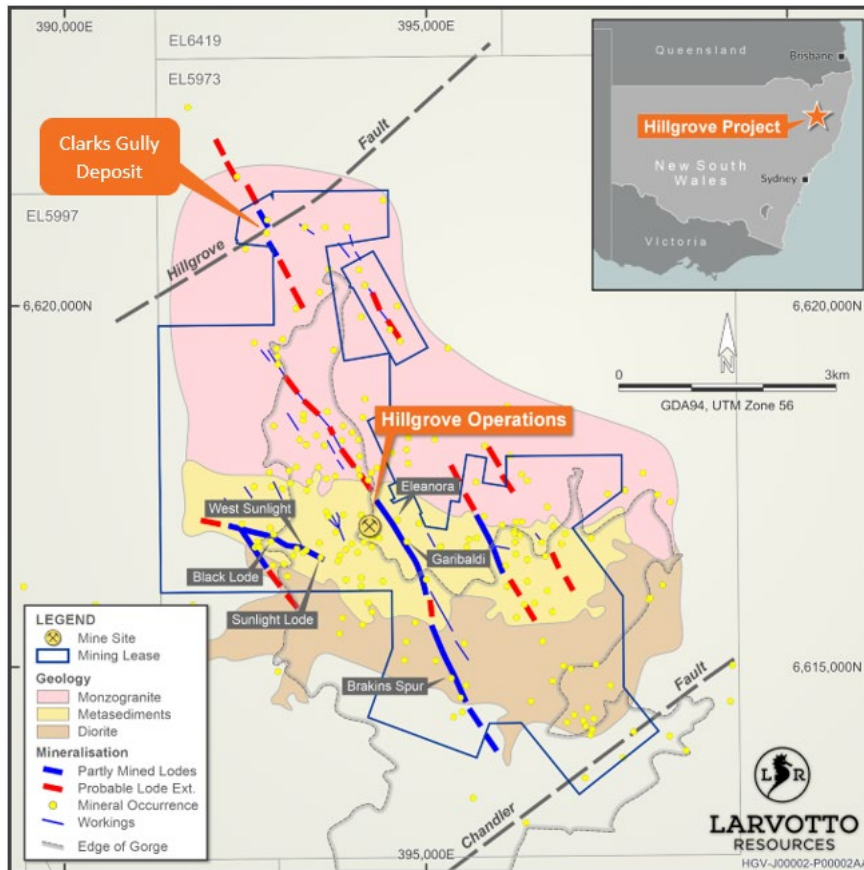 390,000E
395,000E
EL6419
EL5973
EL5997
Fault
Hillgrove
Clarks Gully
Deposit
Queensland
Brisbane
Hillgrove Project
New South
Wales
Sydney
Victoria
6,620,000N
6,620,000N
N
0
3km
GDA94, UTM Zone 56
Hillgrove Operations
Eleanora
West Sunlight
Garibaldi
Black Lode
Sunlight Lode
Brakins Spur
6,615,000N
Fault
Chandler
LEGEND
Mine Site
Mining Lease
Geology
Monzogranite
Metasediments
Diorite
Mineralisation
Partly Mined Lodes
Probable Lode Ext.
Mineral Occurrence
Workings
Edge of Gorge
395,000E
L R
LARVOTTO
RESOURCES
HGV-J00002-P00002AA